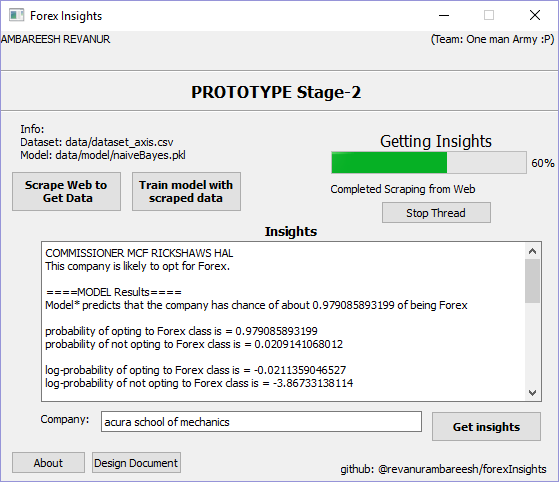 Forex Insights
AMBAREESH REVANUR
(Team: One man Army :P)
PROTOTYPE Stage-2
Info:
Dataset: data/dataset_axis.csv
Model: data/model/naiveBayes.pkl
Scrape Web to
Get Data
Train model with
scraped data
Getting Insights
60%
Completed Scraping from Web
Stop Thread
Insights
COMMISSIONER MCF RICKSHAWS HAL
This company is likely to opt for Forex.
====MODEL Results====
Model* predicts that the company has chance of about 0.979085893199 of being Forex
probability of opting to Forex class is = 0.979085893199
probability of not opting to Forex class is = 0.0209141068012
log-probability of opting to Forex class is = -0.0211359046527
log-probability of not opting to Forex class is = -3.86733138114
Company:
acura school of mechanics
Get insights
About
Design Document
github: @revanurambareesh/forexInsights